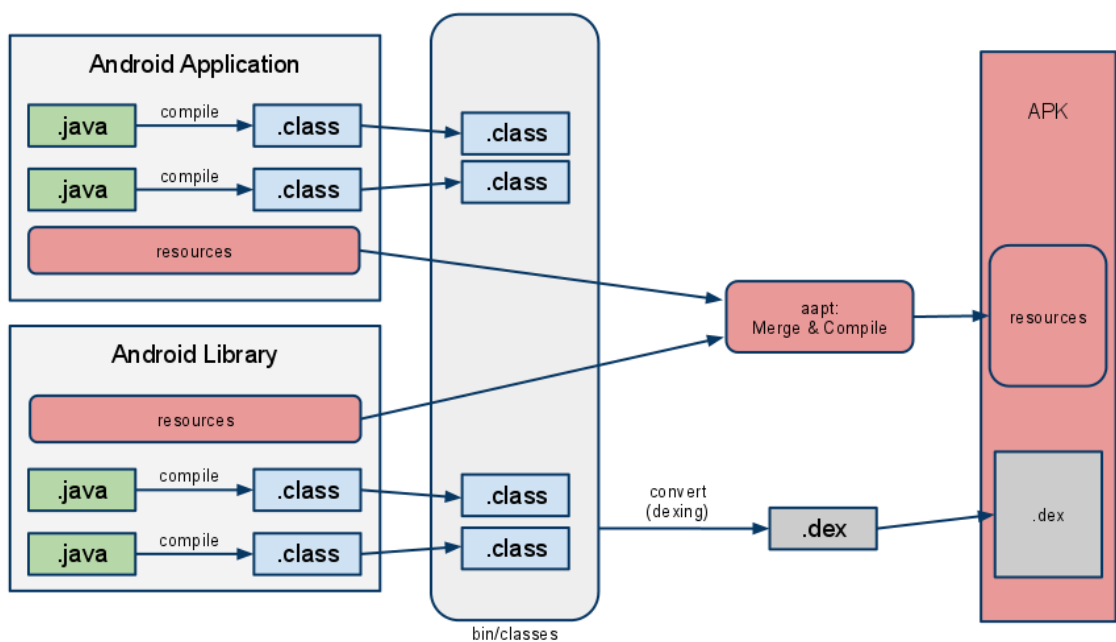 Android Application
.java
compile
.class
.class
.java
compile
.class
.class
resources
Android Library
resources
.java
compile
.class
.class
.java
compile
.class
.class
bin/classes
aapt:
Merge & Compile
convert
(dexing)
.dex
APK
resources
.dex